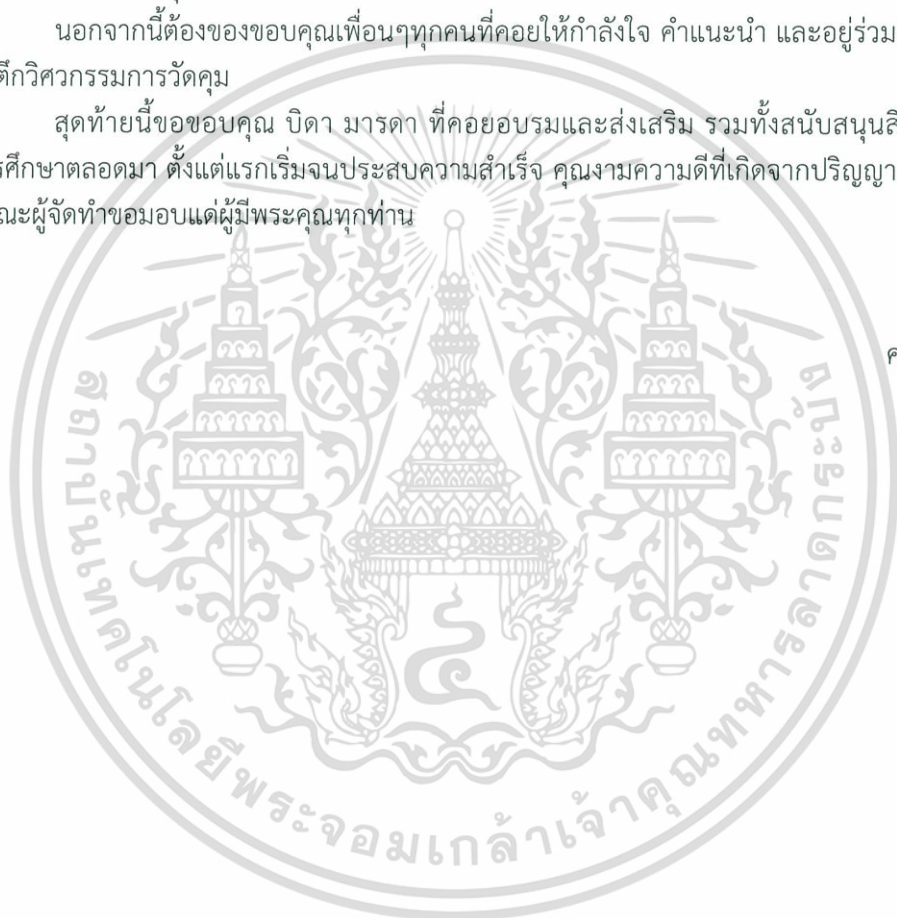 นอกจากนี้ต้องของขอบคุณเพื่อนๆทุกคนที่คอยให้กำลังใจ คำแนะนำ และอยู่ร่วม
ตึกวิศวกรรมการวัดคุม
สุดท้ายนี้ขอขอบคุณ บิดา มารดา ที่คอยอบรมและส่งเสริม รวมทั้งสนับสนุน
ศึกษาตลอดมา ตั้งแต่แรกเริ่มจนประสบความสำเร็จ คุณงามความดีที่เกิดจากปริญญา
ณะผู้จัดทำขอมอบแด่ผู้มีพระคุณทุกท่าน
สถาบันเทคโนโลยีพระจอมเกล้าเจ้าคุณทหารลาดกระบัง
๔